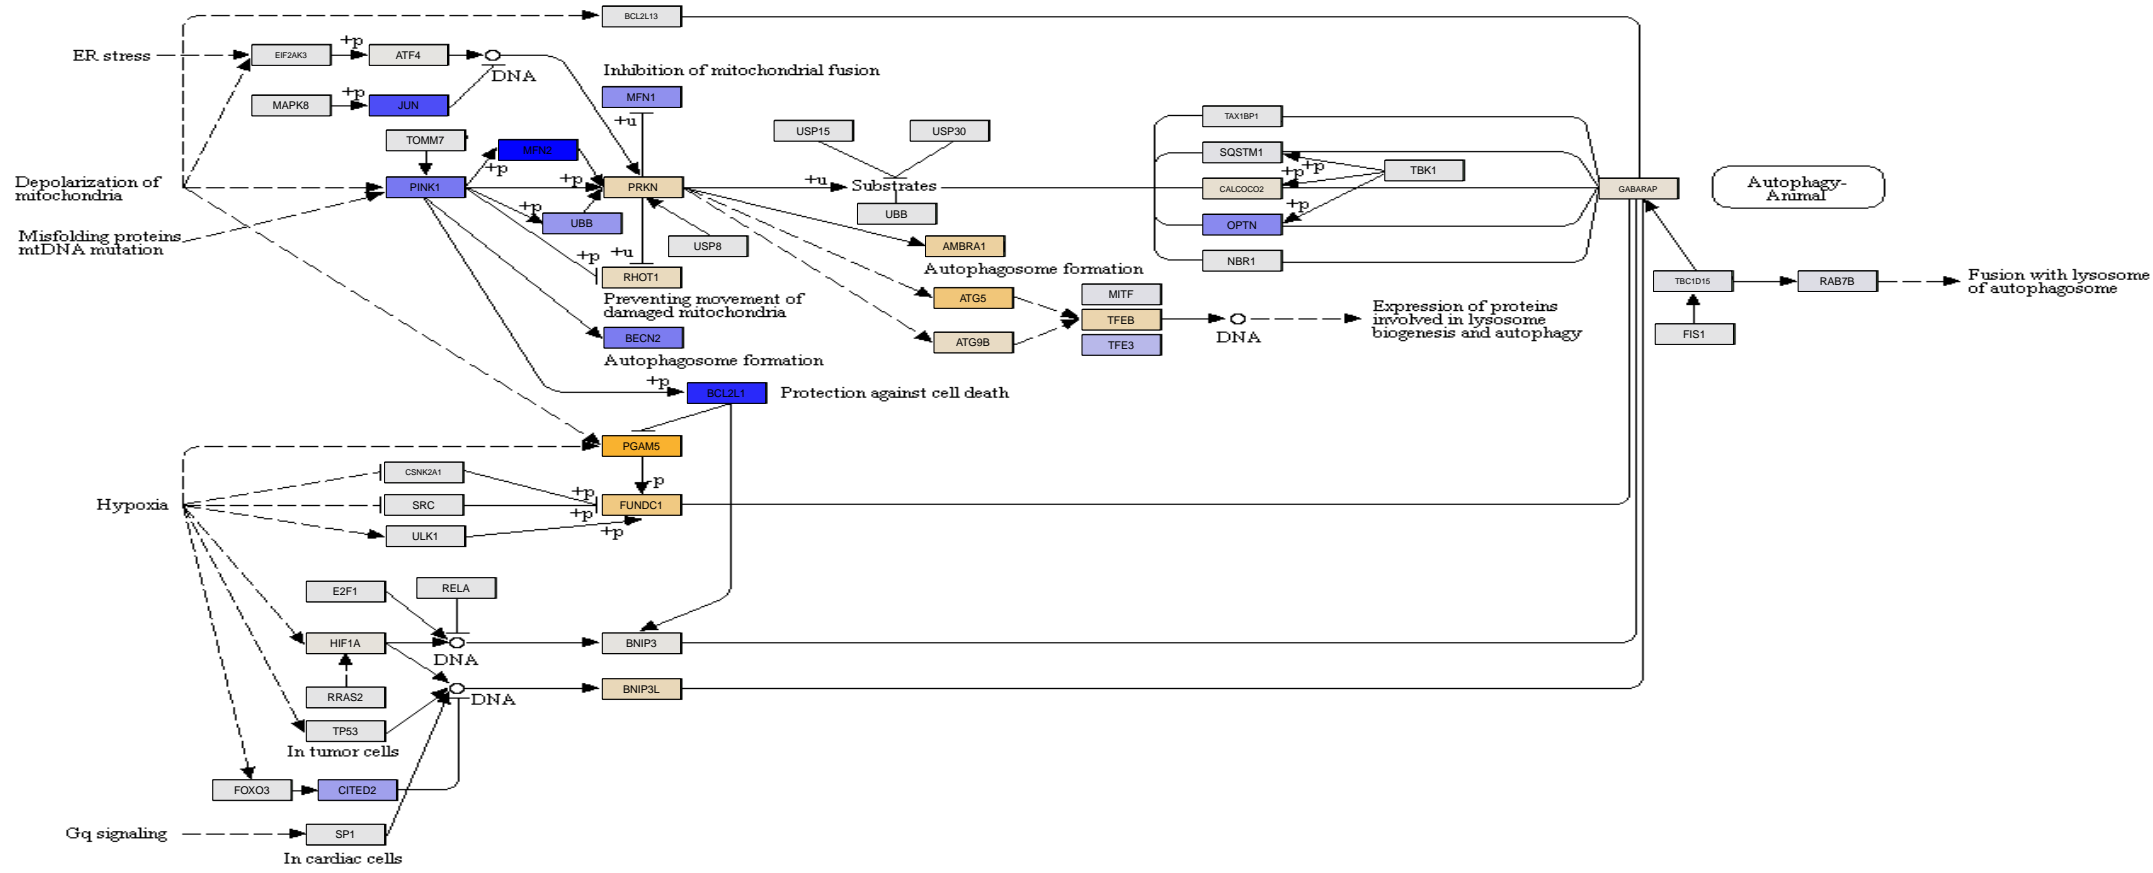 BCL2L13
ER stress
EIF2AK3
+p
ATF4
DNA
MAPK8
+p
JUN
Inhibition of mitochondrial fusion
MFN1
+u
TOMM7
MFN2
+p
Depolarization of
mitochondria
PINK1
+p
PRKN
+p
UBB
Misfolding proteins
mtDNA mutation
USP8
+u
+p
RHOT1
Preventing movement of
damaged mitochondria
BECN2
Autophagosome formation
USP15
USP30
+u
Substrates
UBB
AMBRA1
Autophagosome formation
ATG5
ATG9B
MITF
TFEB
TFE3
DNA
Expression of proteins
involved in lysosome
biogenesis and autophagy
TAX1BP1
SQSTM1
CALCOCO2
OPTN
NBR1
+p
+p
+p
TBK1
GABARAP
Autophagy-
Animal
TBC1D15
RAB7B
Fusion with lysosome
of autophagosome
FIS1
+p
BCL2L1
Protection against cell death
PGAM5
-p
Hypoxia
CSNK2A1
SRC
ULK1
+p
+p
+p
FUNDC1
E2F1
RELA
HIF1A
DNA
BNIP3
RRAS2
DNA
BNIP3L
TP53
In tumor cells
FOXO3
CITED2
Gq signaling
SP1
In cardiac cells